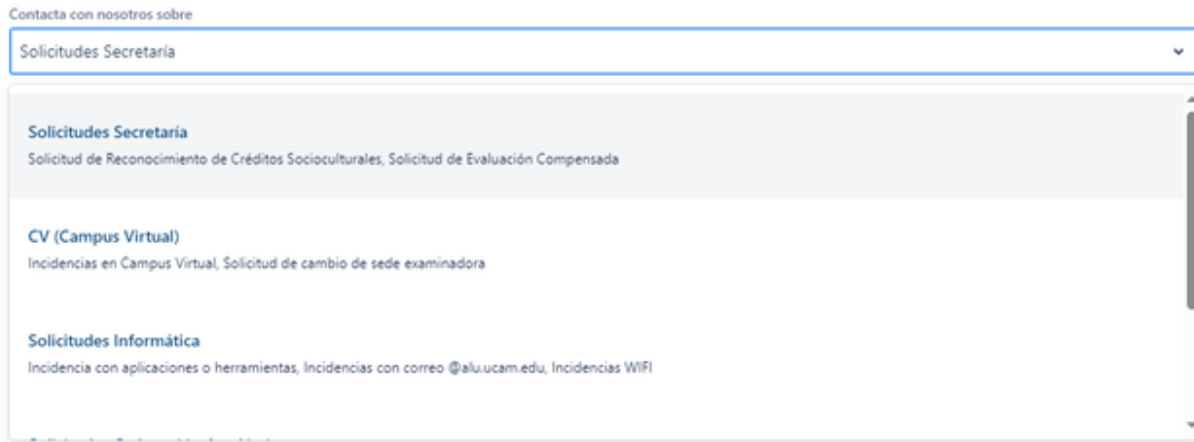 Contacta con nosotros sobre
Solicitudes Secretaría
Solicitudes Secretaría
Solicitud de Reconocimiento de Créditos Socioculturales, Solicitud de Evaluación Compensada
CV (Campus Virtual)
Incidencias en Campus Virtual, Solicitud de cambio de sede examinadora
Solicitudes Informática
Incidencia con aplicaciones o herramientas, Incidencias con correo @alu.ucam.edu, Incidencias WIFI